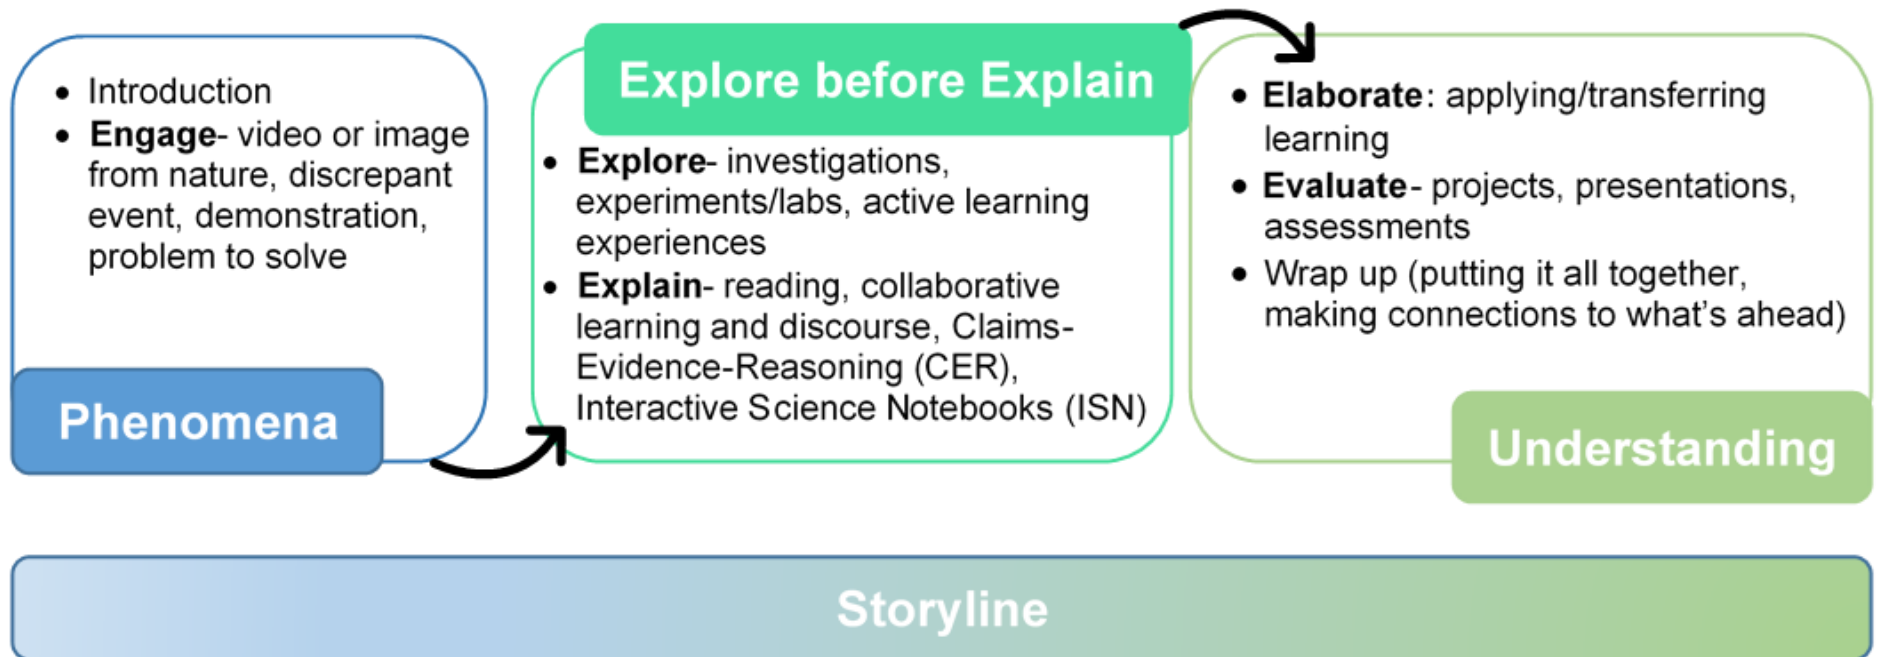 • Introduction
• Engage- video or image
from nature, discrepant
event, demonstration,
problem to solve
Phenomena
Explore before Explain
• Explore- investigations,
experiments/labs, active learning
experiences
• Explain- reading, collaborative
learning and discourse, Claims-
Evidence-Reasoning (CER),
Interactive Science Notebooks (ISN)
• Elaborate: applying/transferring
learning
• Evaluate- projects, presentations,
assessments
• Wrap up (putting it all together,
making connections to what's ahead)
Understanding
Storyline